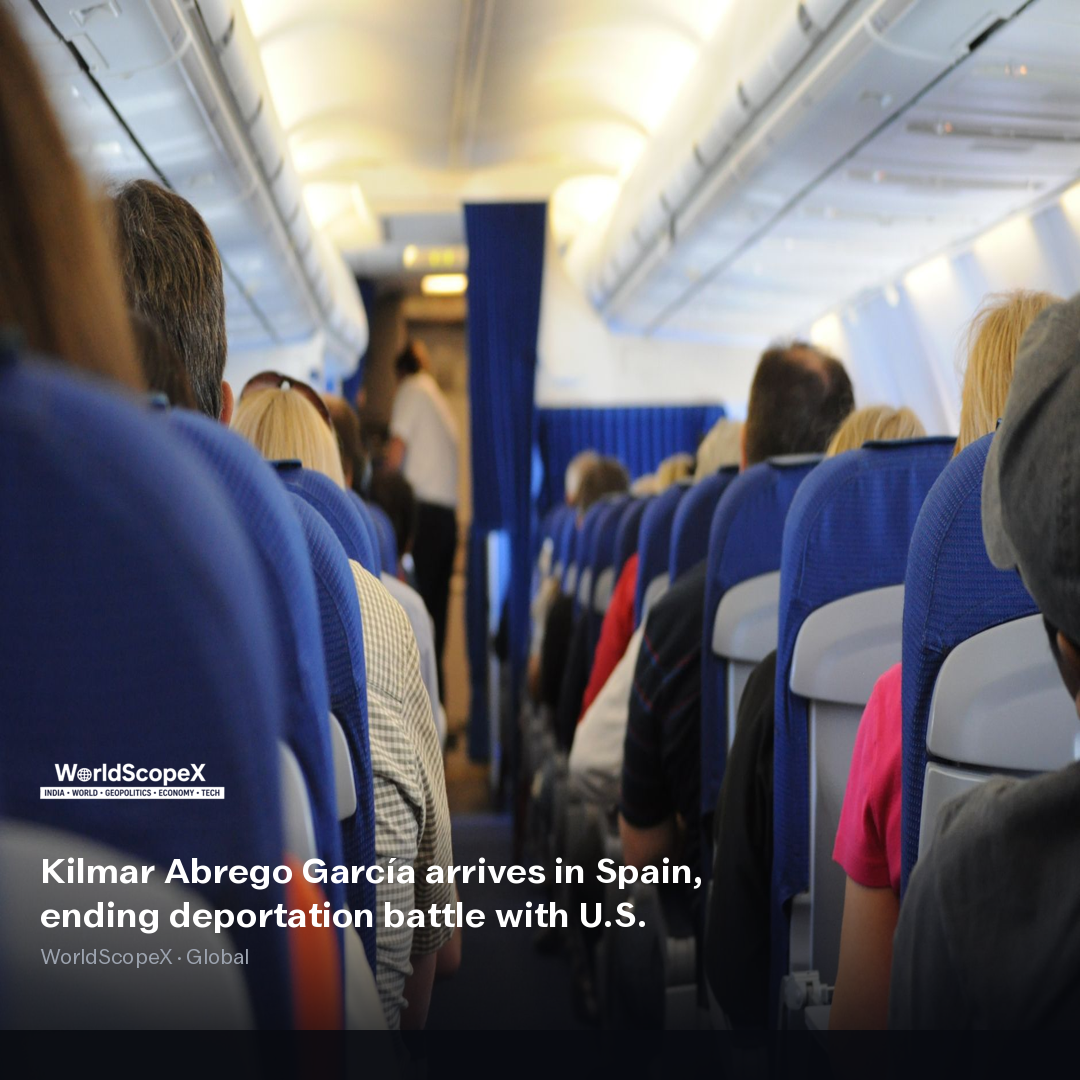 WorldScopeX
INDIA • WORLD • GEOPOLITICS • ECONOMY • TECH
Kilmar Abrego García arrives in Spain,
ending deportation battle with U.S.
WorldScopeX · Global